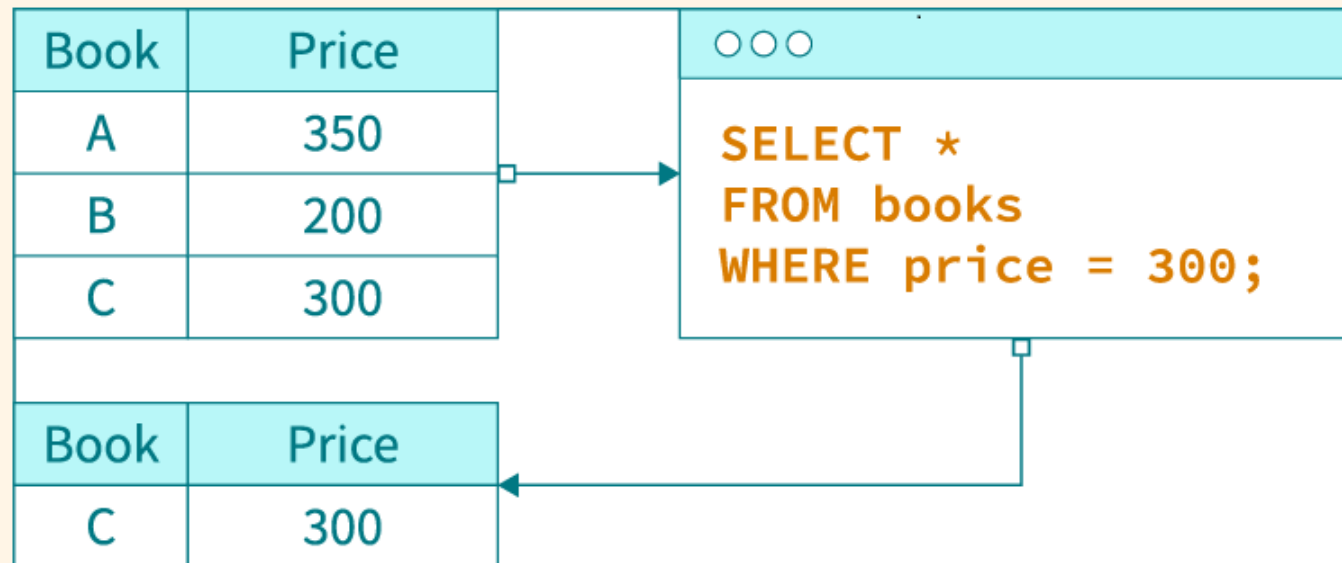 Book Price
A 350
B 200
C 300
SELECT *
FROM books
WHERE price = 300;
Book Price
C 300